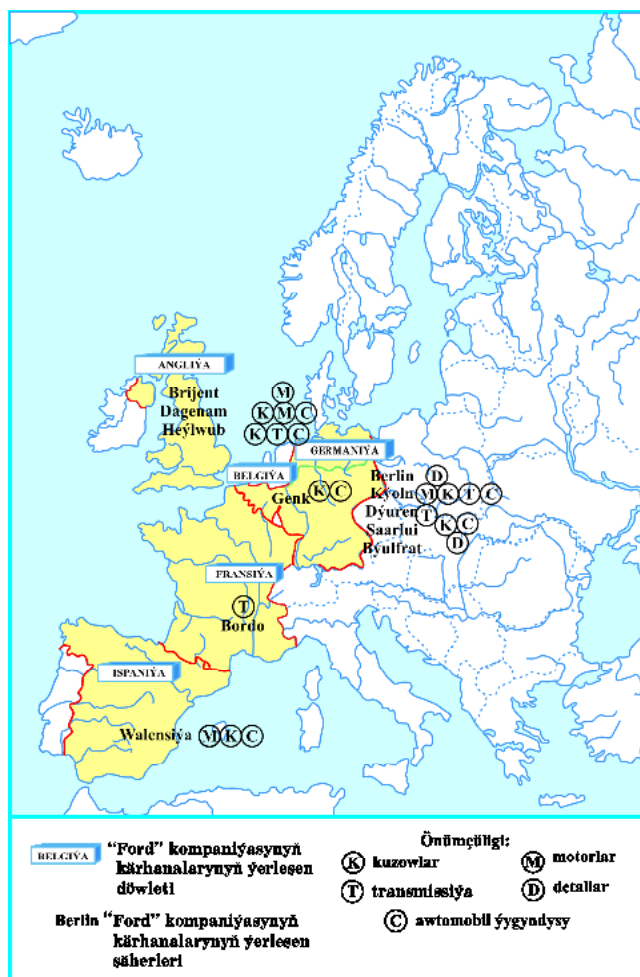 ANGLIÝA
Brijent
Dagenam
Heýlwub
M
K M C
K T C
GERMANIÝA
BELGIÝA
Genk K C
Berlin D
Kýoln M K T C
Dýuren T
Saarlui K C
Byulfrat D
FRANSIÝA
T
Bordo
ISPANIÝA
Walensiýa M K C
BELGIÝA "Ford" kompaniýasynyň
kärhanalarynyň ýerleşen
döwleti
Berlin "Ford" kompaniýasynyň
kärhanalarynyň ýerleşen
şäherleri
Önümçüligi:
K kuzowlar
M motorlar
T transmissiýa
D detallar
C awtomobil ýygyndysy